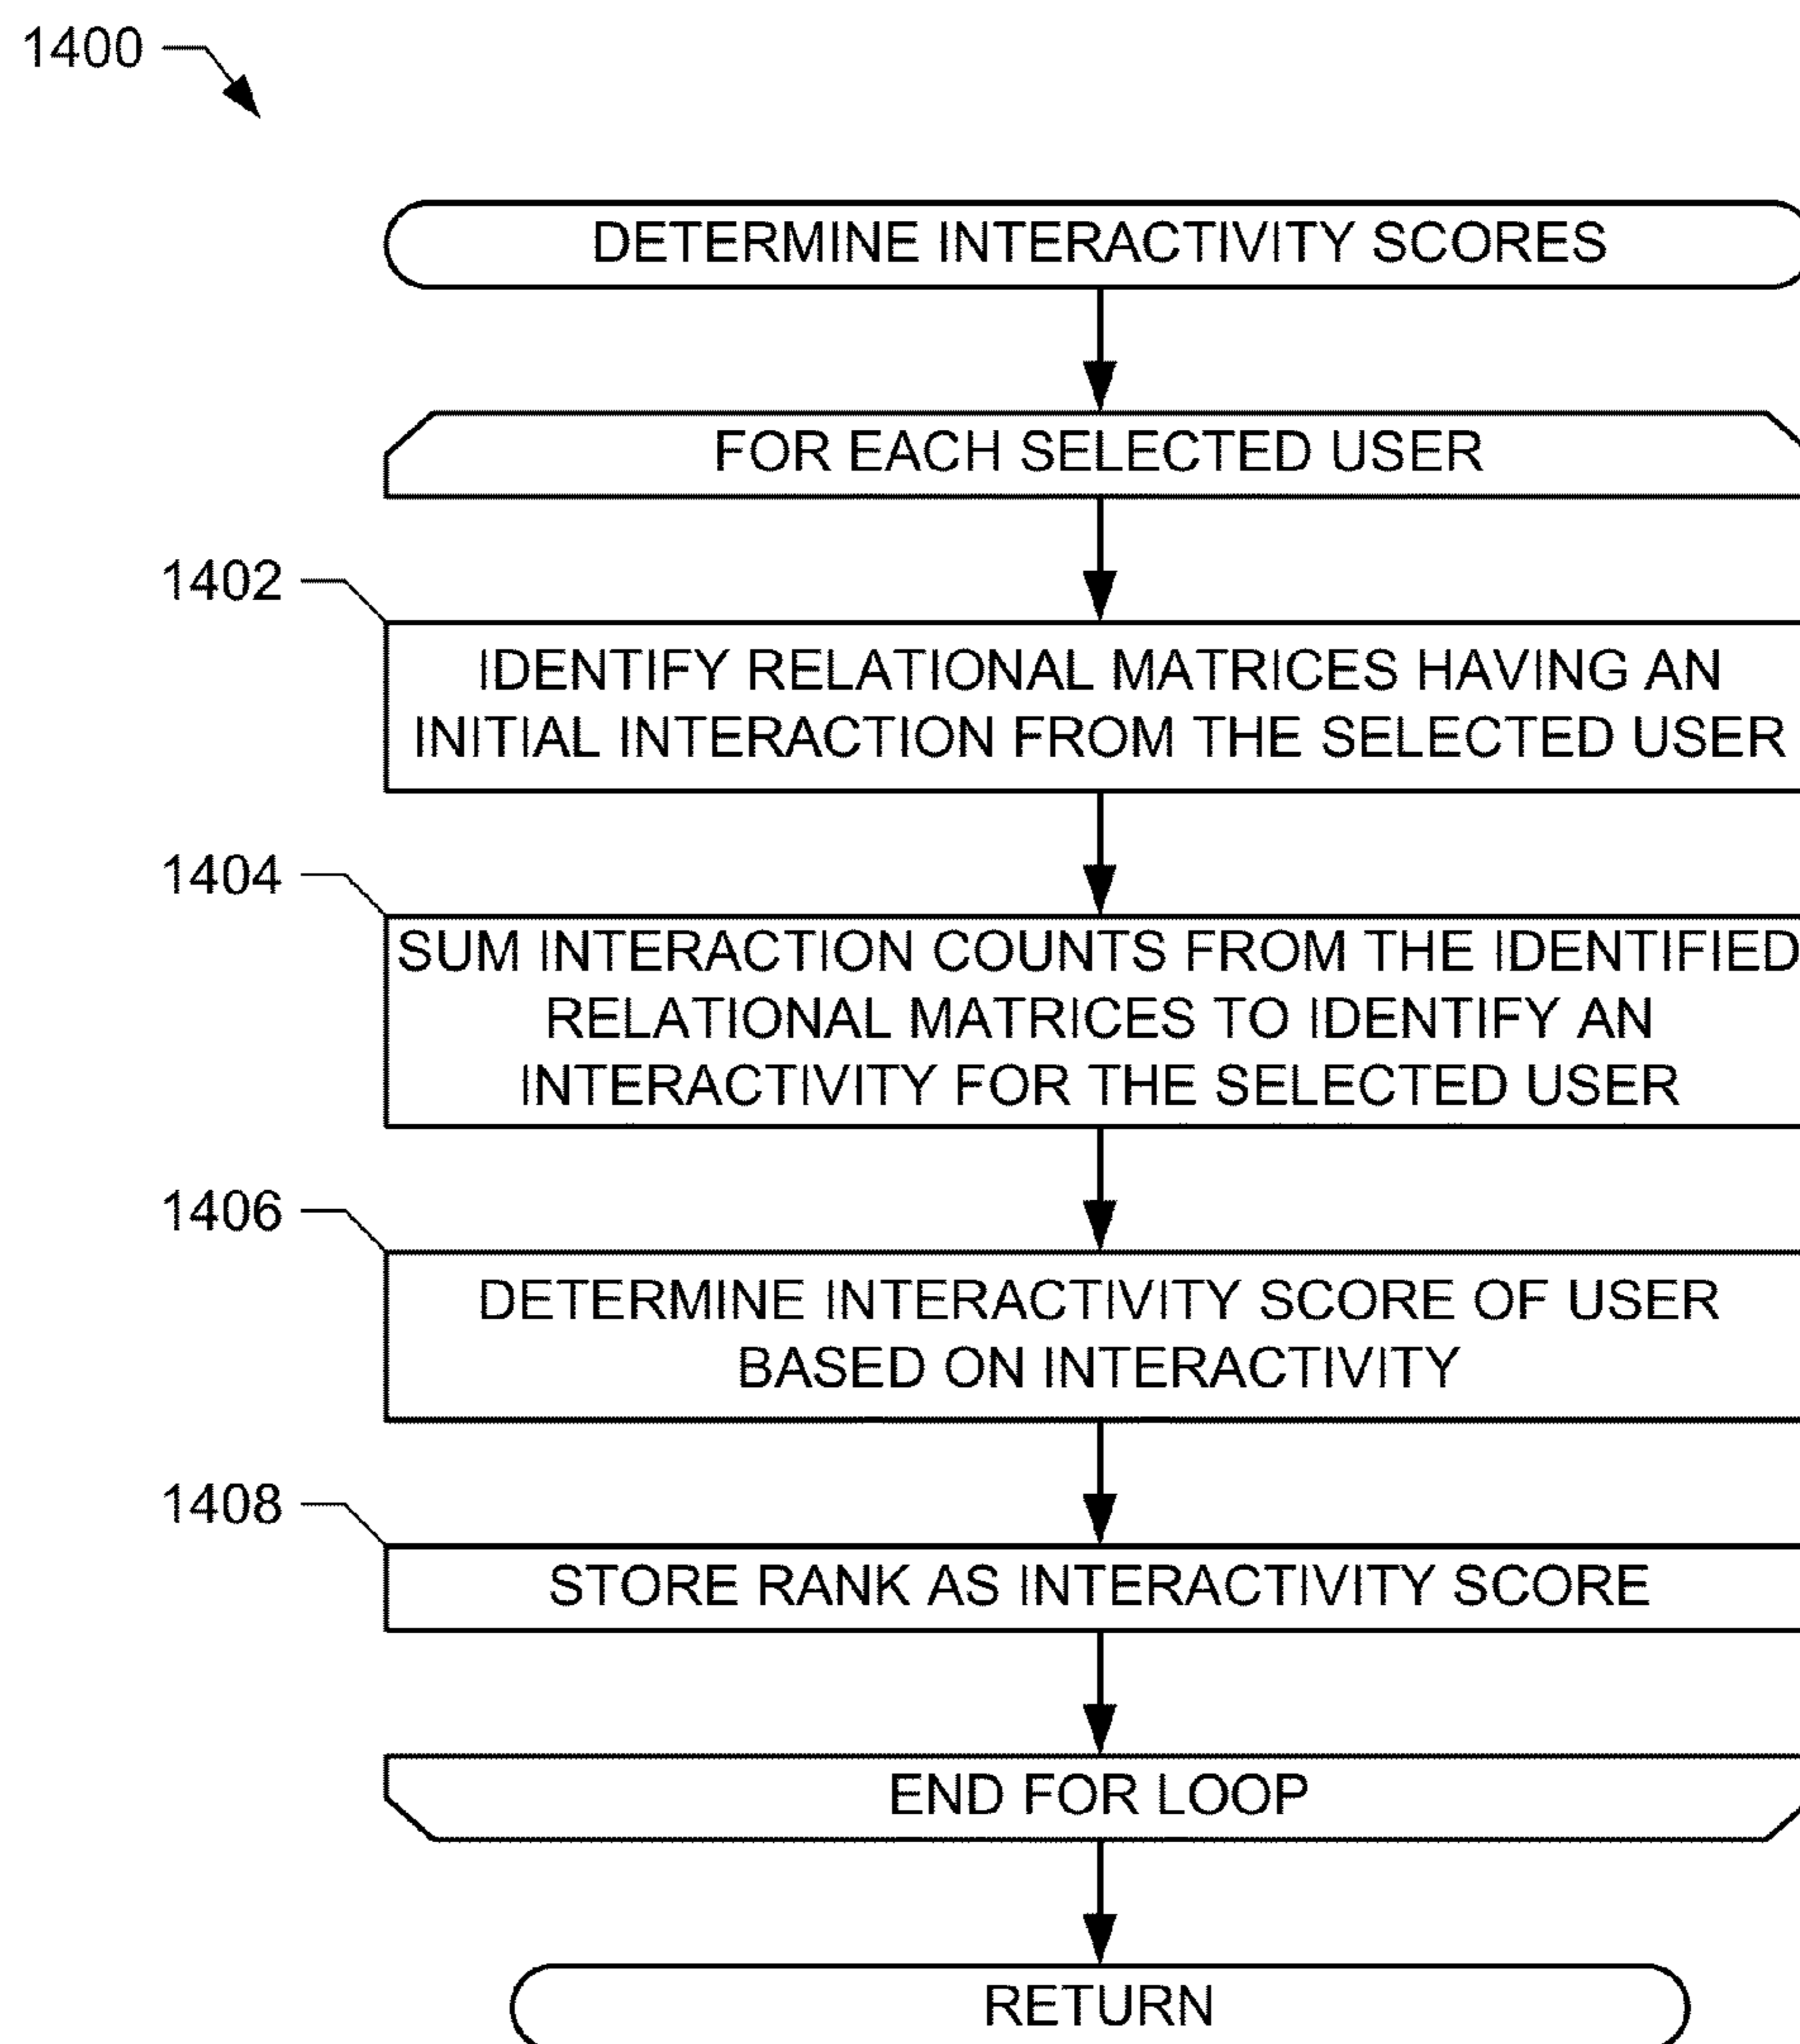 1400
DETERMINE INTERACTIVITY SCORES
FOR EACH SELECTED USER
1402
IDENTIFY RELATIONAL MATRICES HAVING AN
INITIAL INTERACTION FROM THE SELECTED USER
1404
SUM INTERACTION COUNTS FROM THE IDENTIFIED
RELATIONAL MATRICES TO IDENTIFY AN
INTERACTIVITY FOR THE SELECTED USER
1406
DETERMINE INTERACTIVITY SCORE OF USER
BASED ON INTERACTIVITY
1408
STORE RANK AS INTERACTIVITY SCORE
END FOR LOOP
RETURN